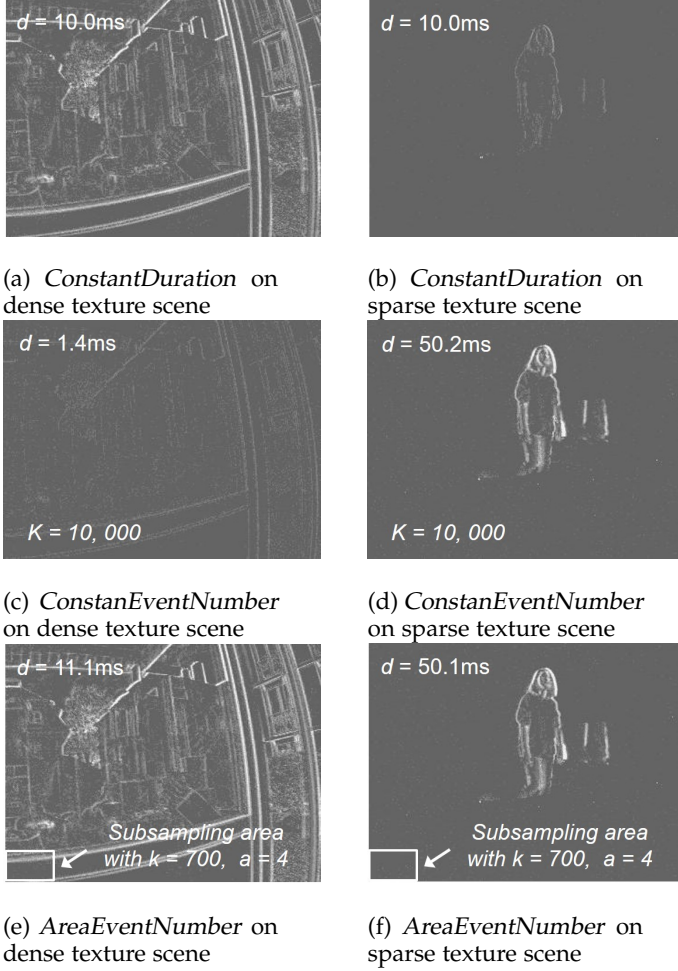 d = 10.0ms
d = 10.0ms
(a) ConstantDuration on
dense texture scene
(b) ConstantDuration on
sparse texture scene
d = 1.4ms
K = 10, 000
d = 50.2ms
K = 10, 000
(c) ConstanEventNumber
on dense texture scene
(d) ConstanEventNumber
on sparse texture scene
d = 11.1ms
Subsampling area
with k = 700, a = 4
d = 50.1ms
Subsampling area
with k = 700, a = 4
(e) AreaEventNumber on
dense texture scene
(f) AreaEventNumber on
sparse texture scene